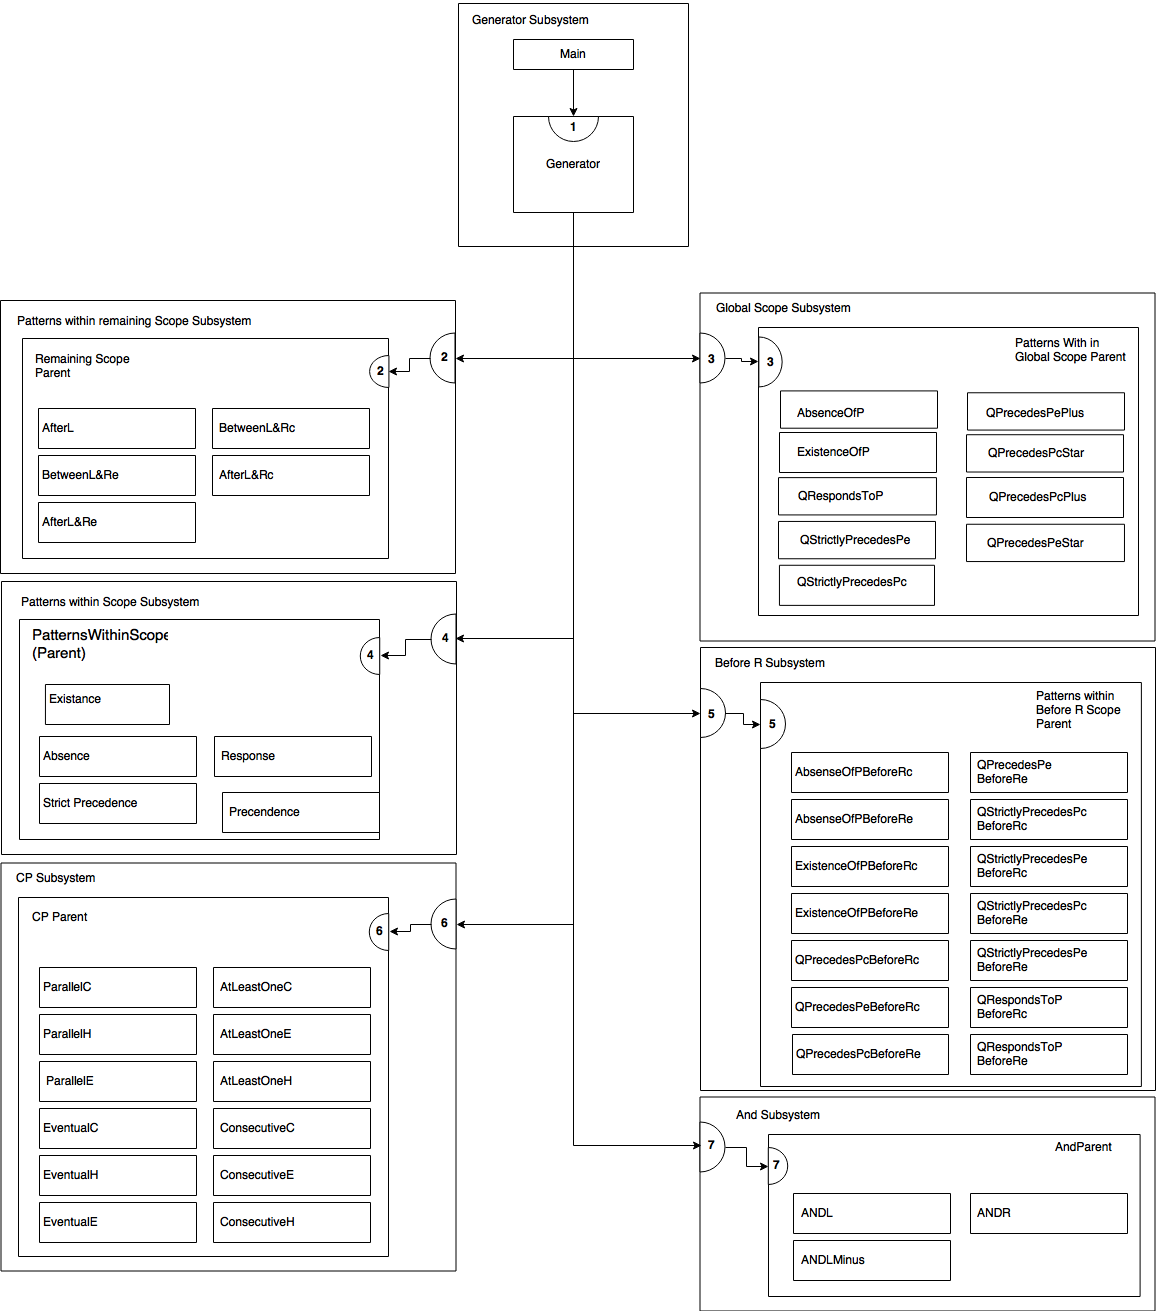 Generator Subsystem
Main
1
Generator
Patterns within remaining Scope Subsystem
2
Remaining Scope
Parent
2
AfterL
BetweenL&Rc
BetweenL&Re
AfterL&Rc
AfterL&Re
Global Scope Subsystem
3
3
Patterns With in
Global Scope Parent
AbsenceOfP
QPrecedesPePlus
ExistenceOfP
QPrecedesPcStar
QRespondsToP
QPrecedesPcPlus
QStrictlyPrecedesPe
QPrecedesPeStar
QStrictlyPrecedesPc
Patterns within Scope Subsystem
4
PatternsWithinScope
(Parent)
4
Existance
Absence
Response
Strict Precedence
Precendence
Before R Subsystem
5
5
Patterns within
Before R Scope
Parent
AbsenseOfPBeforeRc
QPrecedesPe
BeforeRe
AbsenseOfPBeforeRe
QStrictlyPrecedesPc
BeforeRc
ExistenceOfPBeforeRc
QStrictlyPrecedesPe
BeforeRc
ExistenceOfPBeforeRe
QStrictlyPrecedesPc
BeforeRe
QPrecedesPcBeforeRc
QStrictlyPrecedesPe
BeforeRe
QPrecedesPeBeforeRc
QRespondsToP
BeforeRc
QPrecedesPcBeforeRe
QRespondsToP
BeforeRe
CP Subsystem
6
CP Parent
6
ParallelC
AtLeastOneC
ParallelH
AtLeastOneE
ParallelE
AtLeastOneH
EventualC
ConsecutiveC
EventualH
ConsecutiveE
EventualE
ConsecutiveH
And Subsystem
7
7
AndParent
ANDL
ANDR
ANDLMinus